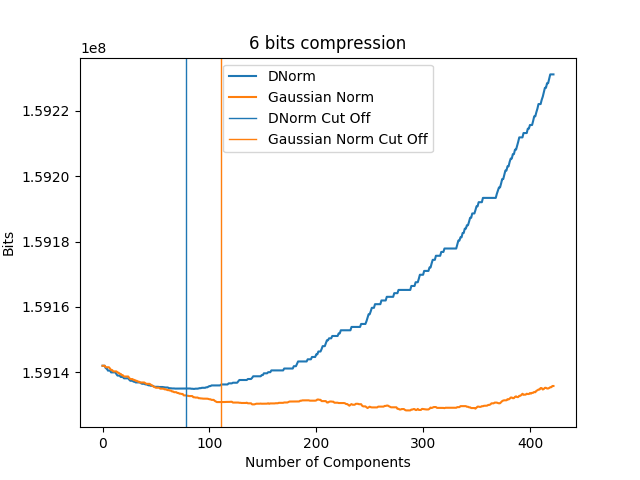 6 bits compression
1e8
DNorm
Gaussian Norm
DNorm Cut Off
Gaussian Norm Cut Off
1.5922
1.5920
1.5918
1.5916
1.5914
Bits
0 100 200 300 400
Number of Components